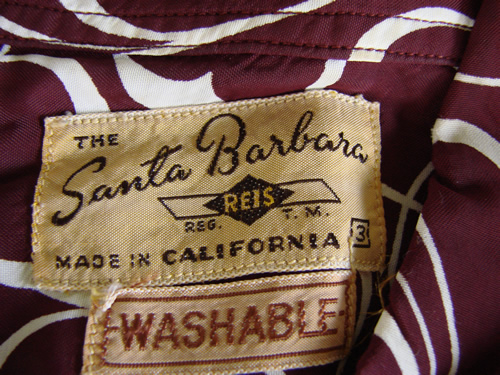 THE
Santa Barbara
REIS
REG. T. M.
MADE IN CALIFORNIA 3
WASHABLE